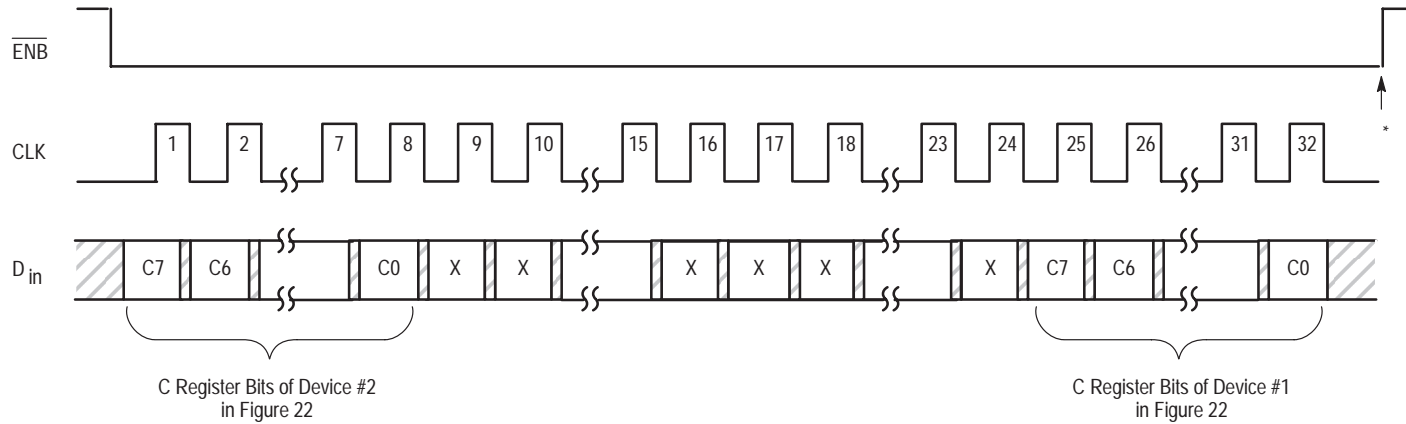 ENB
CLK
1 2 7 8 9 10 15 16 17 18 23 24 25 26 31 32
*
D in
C7 C6 C0 X X X X X X C7 C6 C0
C Register Bits of Device #2
in Figure 22
C Register Bits of Device #1
in Figure 22